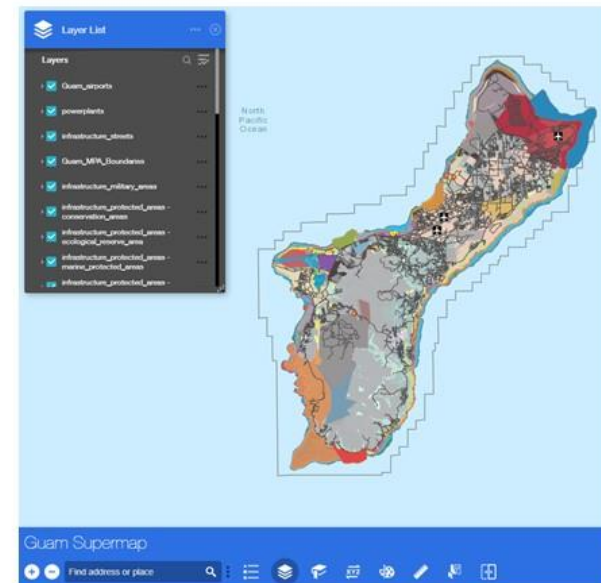 Layer List
Layers
Guam_airports
powerplants
infrastructure_streets
Guam_MPA_Boundaries
infrastructure_military_areas
infrastructure_protected_areas -
conservation_areas
infrastructure_protected_areas -
ecological_reserve_area
infrastructure_protected_areas -
marine_protected_areas
infrastructure_protected_areas -
North
Pacific
Ocean
Guam Supermap
Find address or place
XYZ